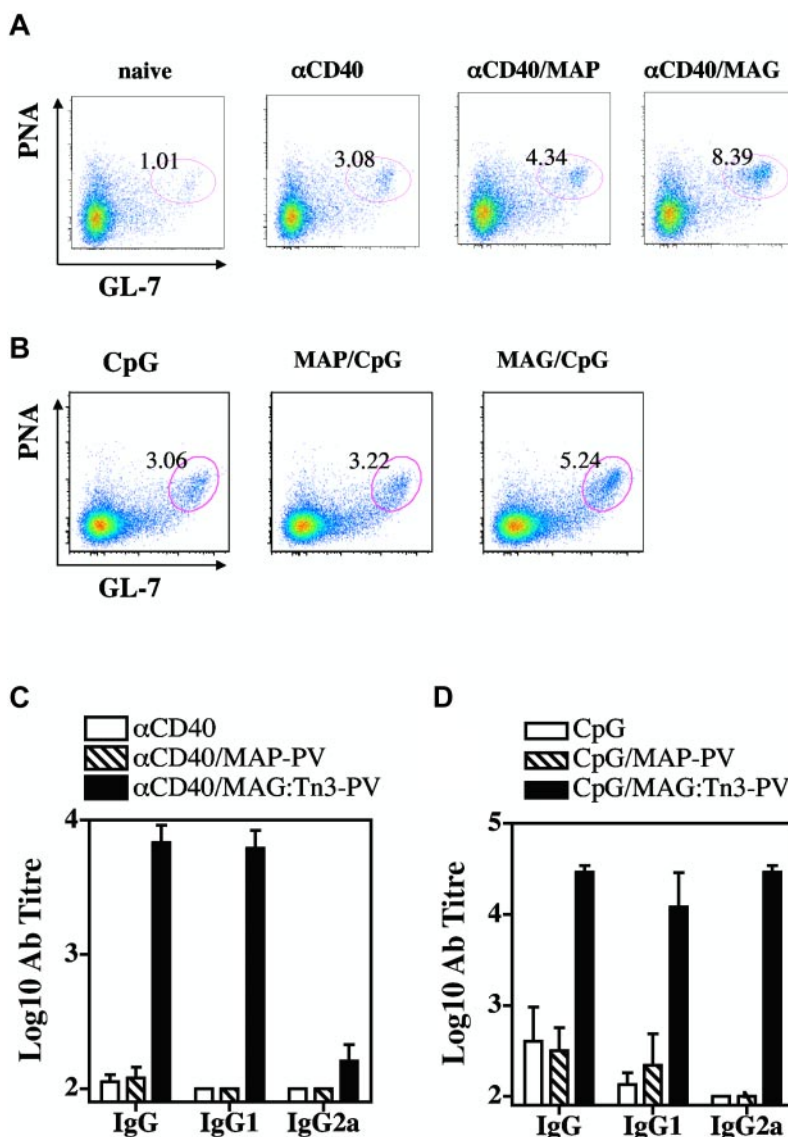 A
naive
αCD40
αCD40/MAP
αCD40/MAG
PNA
1.01
3.08
4.34
8.39
GL-7
B
CpG
MAP/CpG
MAG/CpG
PNA
3.06
3.22
5.24
GL-7
C
αCD40
αCD40/MAP-PV
αCD40/MAG:Tn3-PV
4
3
2
Log10 Ab Titre
IgG
IgG1
IgG2a
D
CpG
CpG/MAP-PV
CpG/MAG:Tn3-PV
5
4
3
2
Log10 Ab Titre
IgG
IgG1
IgG2a